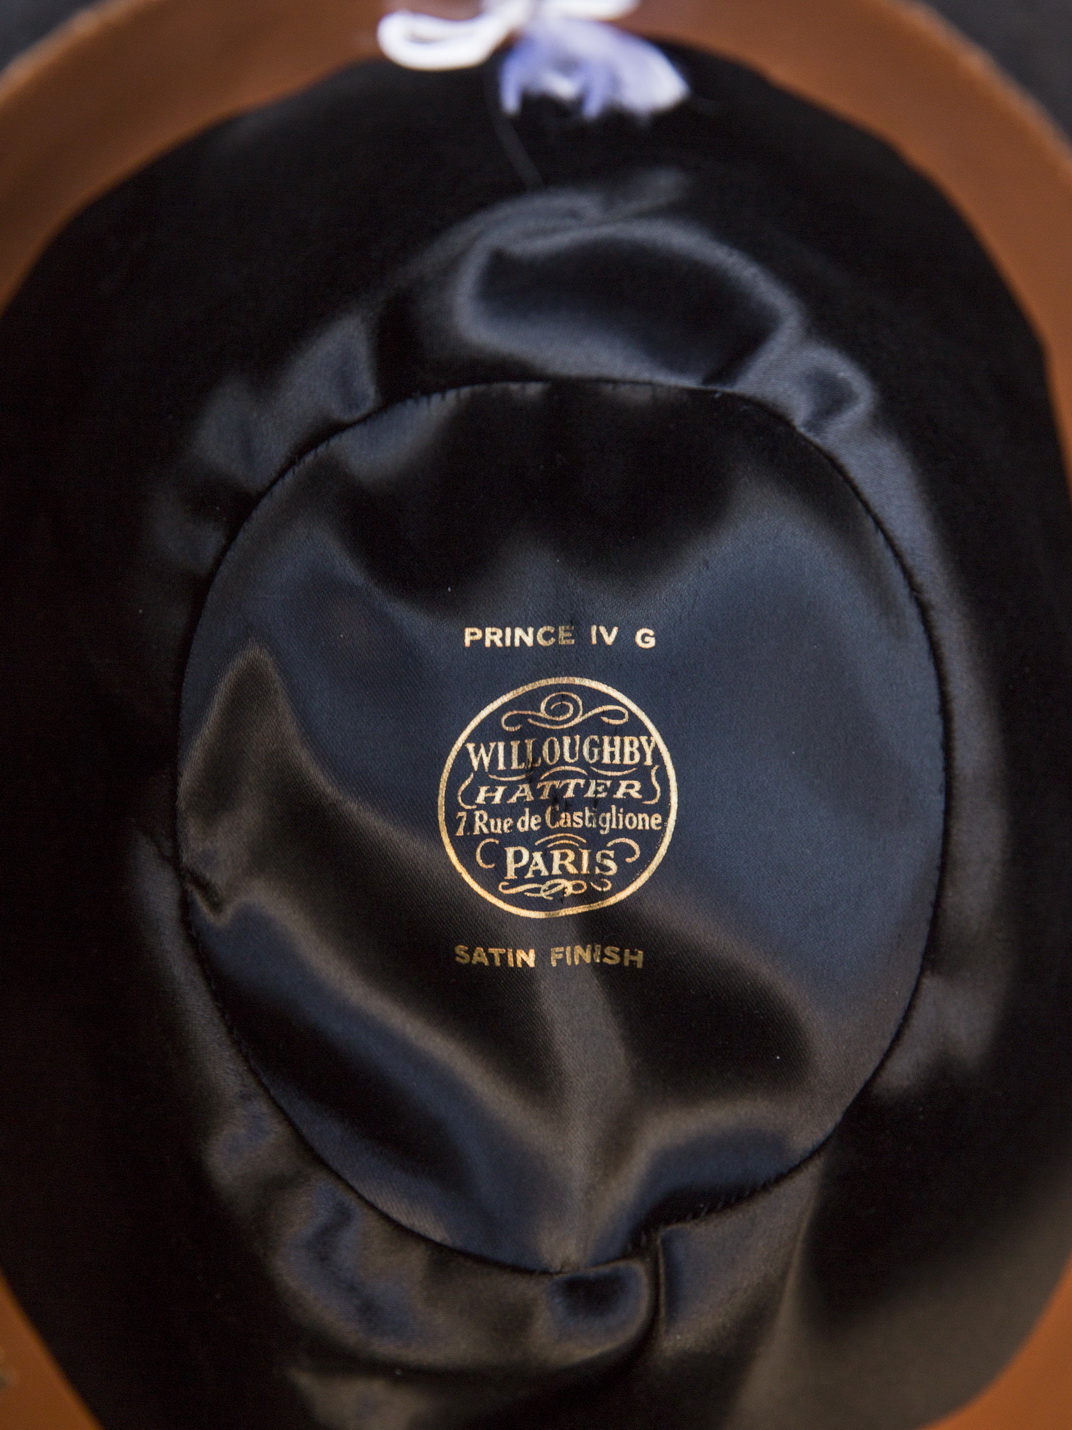 PRINCE IV G
WILLOUGHBY
HATTER
7. Rue de Castiglione
PARIS
SATIN FINISH